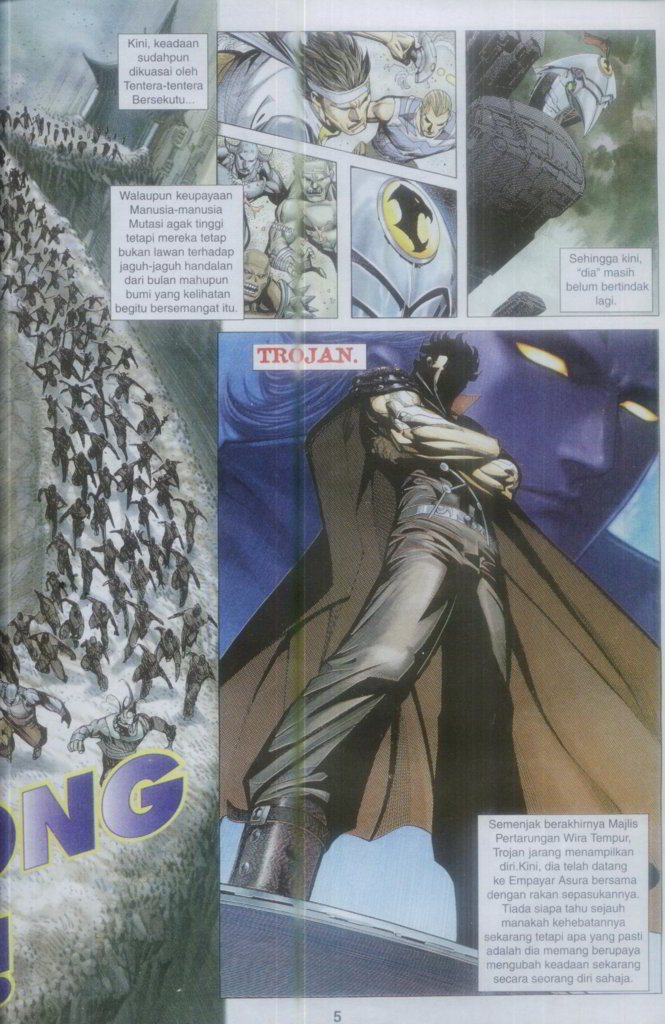 Kini, keadaan
sudahpun
dikuasai oleh
Tentera-tentera
Bersekutu...
Walaupun keupayaan
Manusia-manusia
Mutasi agak tinggi
tetapi mereka tetap
bukan lawan terhadap
jaguh-jaguh handalan
dari bulan mahupun
bumi yang kelihatan
begitu bersemangat itu.
Sehingga kini,
"dia" masih
belum bertindak
lagi.
TROJAN.
ONG
!
Semenjak berakhirnya Majlis
Pertarungan Wira Tempur,
Trojan jarang menampilkan
diri.Kini, dia telah datang
ke Empayar Asura bersama
dengan rakan sepasukannya.
Tiada siapa tahu sejauh
manakah kehebatannya
sekarang tetapi apa yang pasti
adalah dia memang berupaya
mengubah keadaan sekarang
secara seorang diri sahaja.
5